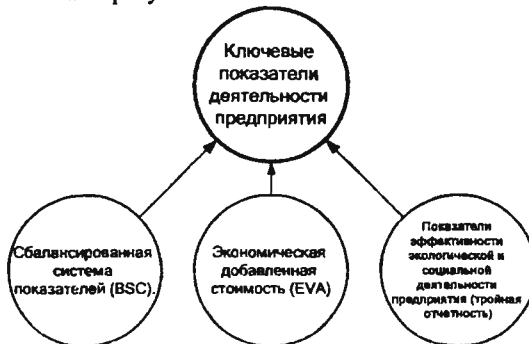 Ключевые
показатели
деятельности
предприятия
Сбалансированная
система
показателей (BSC).
Экономическая
добавленная
стоимость (EVA)
Показатели
эффективности
экологической и
социальной
деятельности
предприятия (тройная
отчетность)